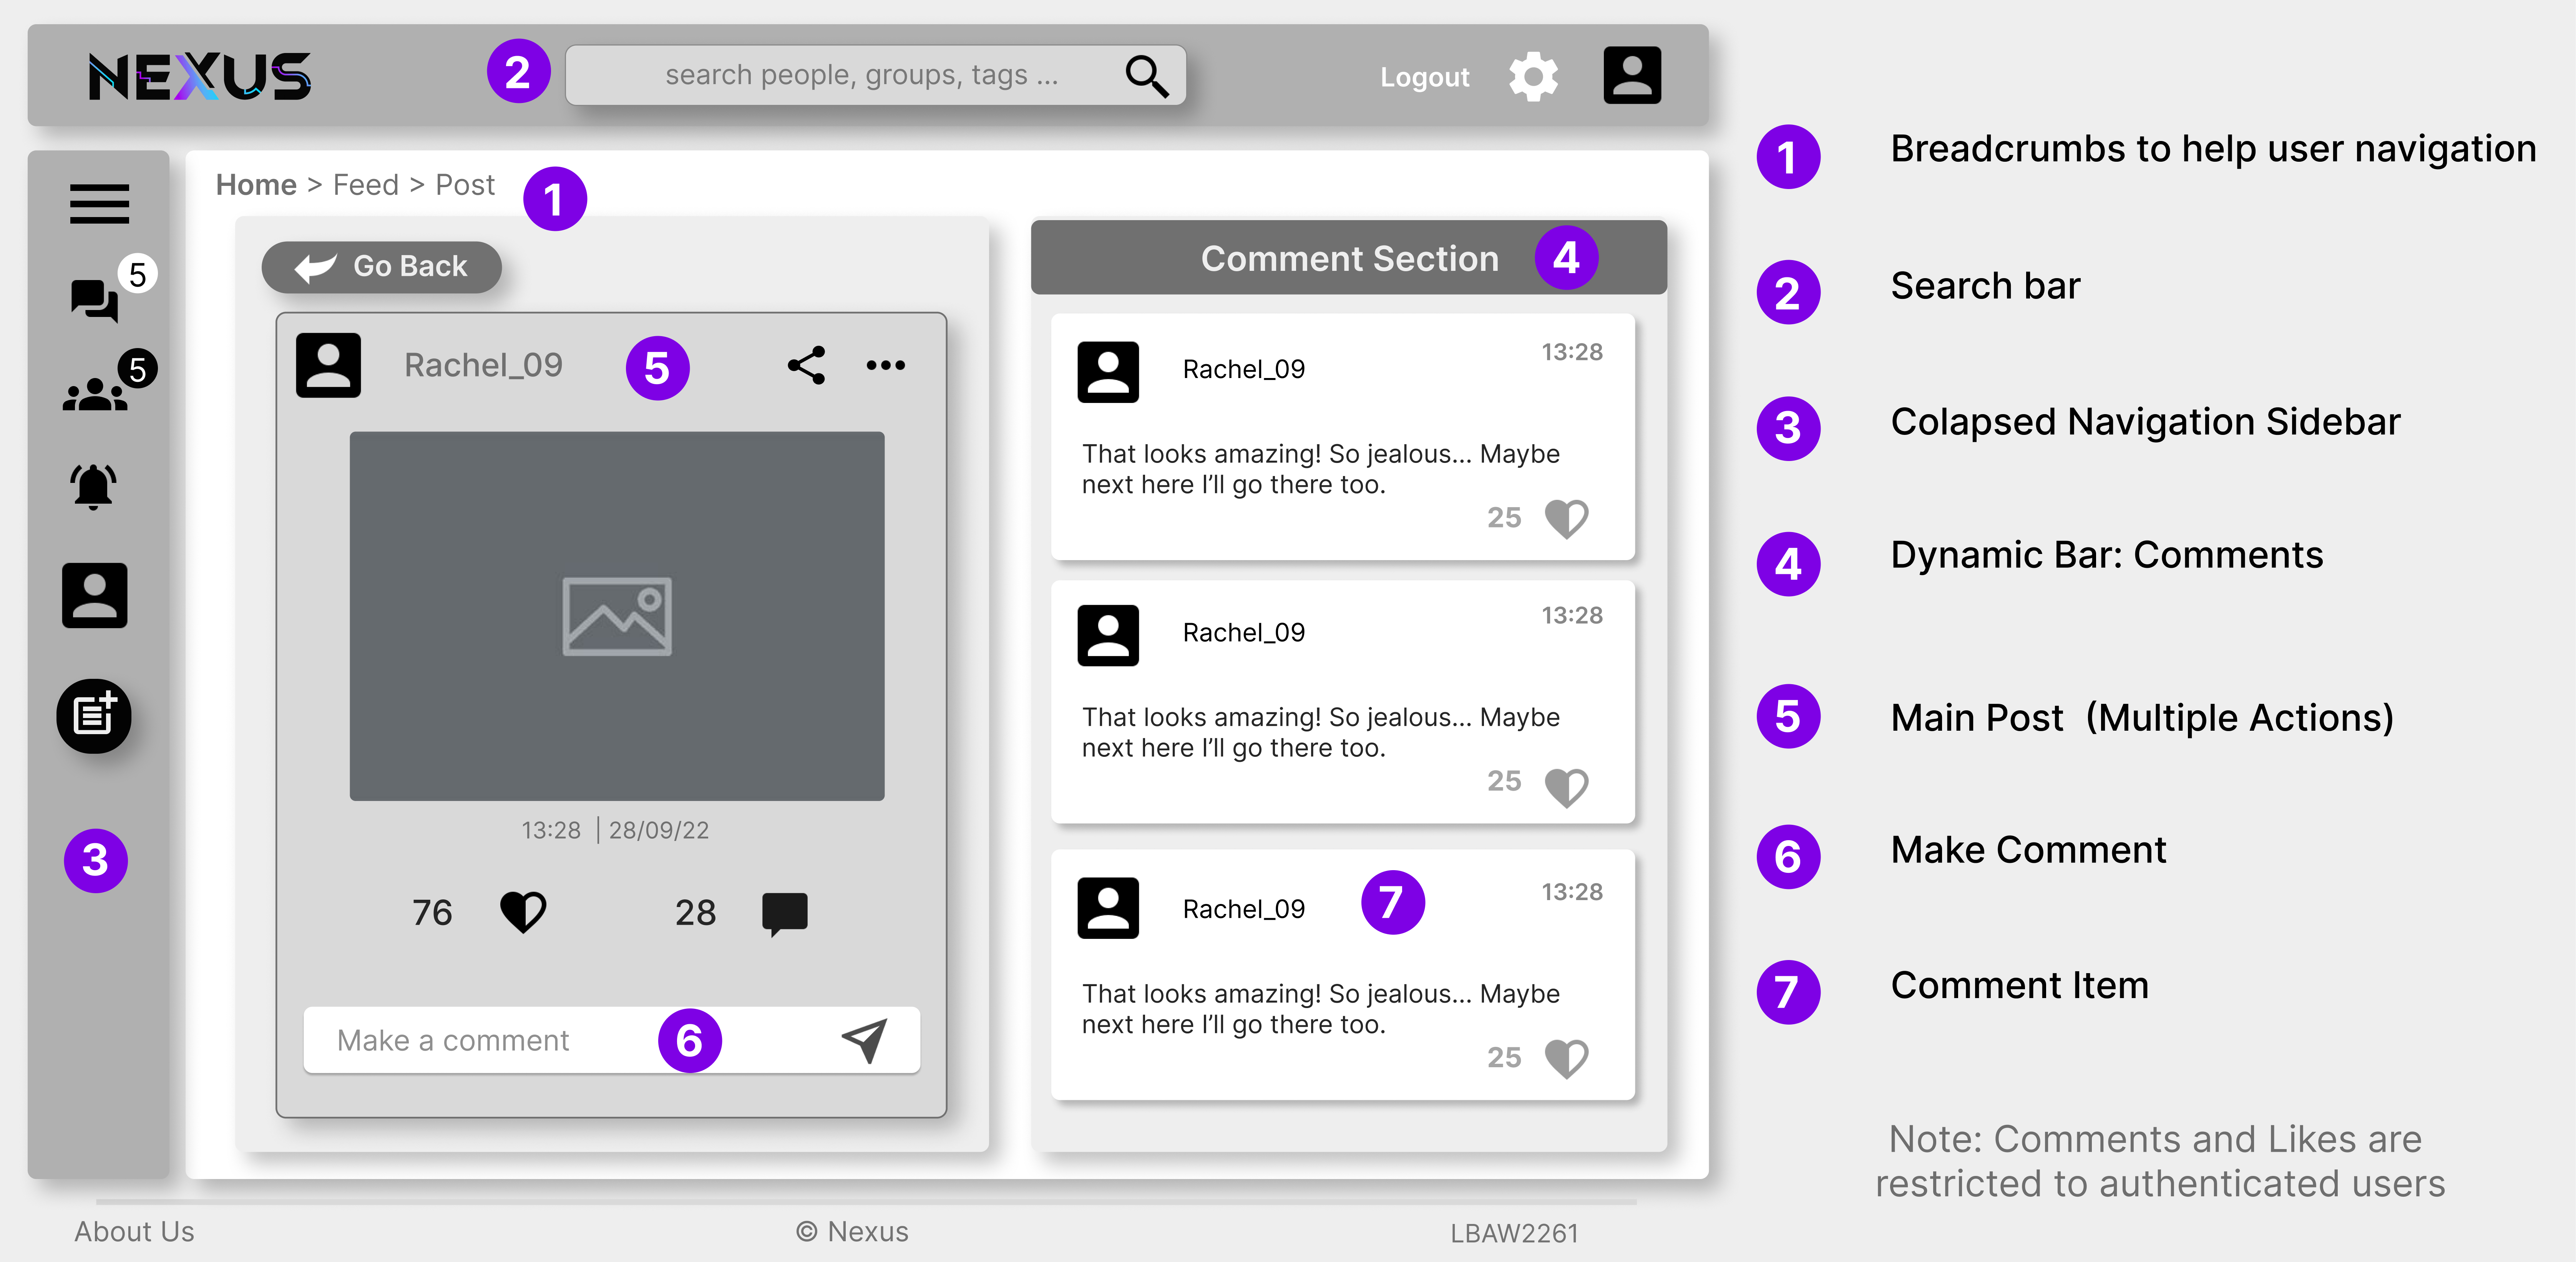 NEXUS
2
search people, groups, tags ...
Logout
Home > Feed > Post
1
5
5
3
Go Back
Rachel_09
5
13:28 | 28/09/22
76
28
Make a comment
6
Comment Section
4
Rachel_09
13:28
That looks amazing! So jealous... Maybe
next here I'll go there too.
25
Rachel_09
13:28
That looks amazing! So jealous... Maybe
next here I'll go there too.
25
Rachel_09
7
13:28
That looks amazing! So jealous... Maybe
next here I'll go there too.
25
About Us
© Nexus
LBAW2261
1 Breadcrumbs to help user navigation
2 Search bar
3 Colapsed Navigation Sidebar
4 Dynamic Bar: Comments
5 Main Post (Multiple Actions)
6 Make Comment
7 Comment Item
Note: Comments and Likes are
restricted to authenticated users